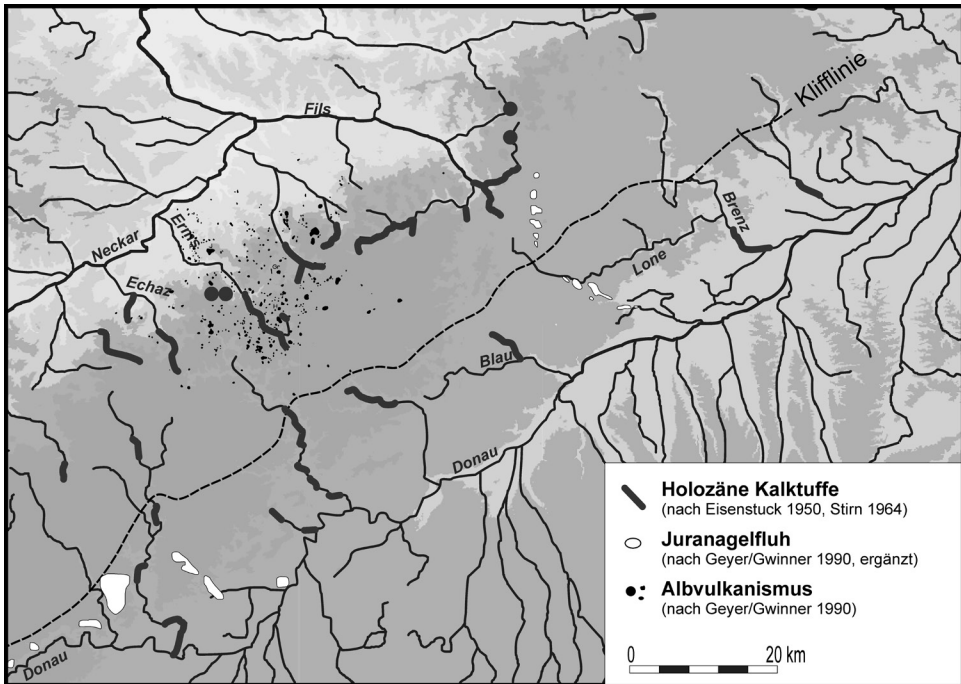 Klifflinie
Fils
Brenz
Erms
Neckar
Lone
Echaz
Blau
Donau
Donau
Holozäne Kalktuffe
(nach Eisenstuck 1950, Stirn 1964)
Juranagelfluh
(nach Geyer/Gwinner 1990, ergänzt)
Albvulkanismus
(nach Geyer/Gwinner 1990)
0 20 km